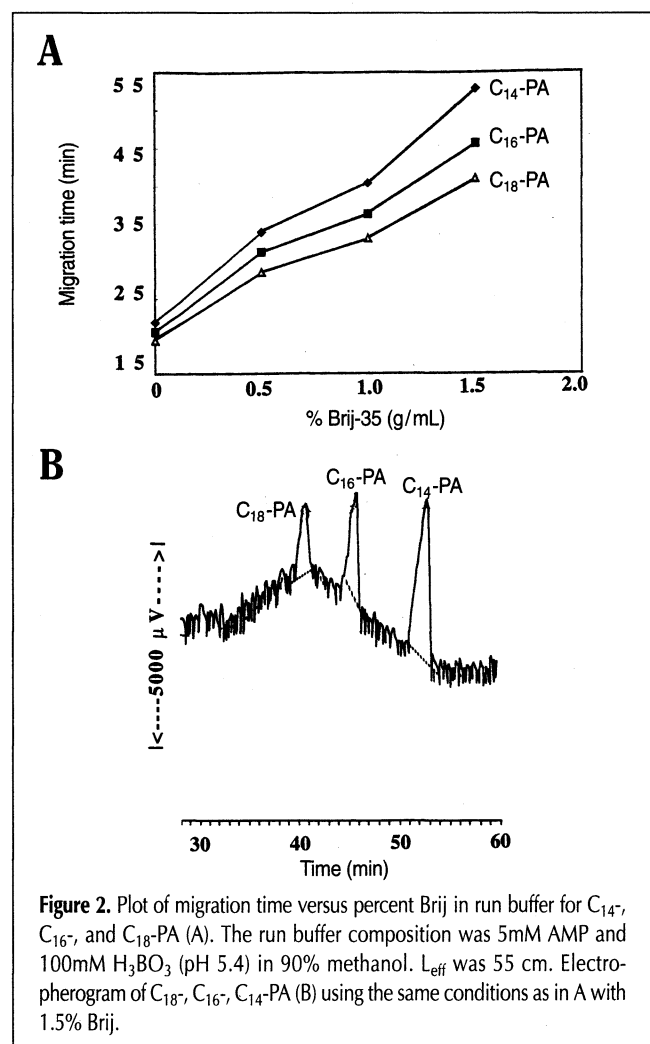 A
5 5
4 5
3 5
2 5
1 5
Migration time (min)
C₁₄-PA
C₁₆-PA
C₁₈-PA
0 0.5 1.0 1.5 2.0
% Brij-35 (g/mL)
B
C₁₈-PA
C₁₆-PA
C₁₄-PA
|<----5000 µ V----->|
30 40 50 60
Time (min)
Figure 2. Plot of migration time versus percent Brij in run buffer for C₁₄-,
C₁₆-, and C₁₈-PA (A). The run buffer composition was 5mM AMP and
100mM H₃BO₃ (pH 5.4) in 90% methanol. Lₑff was 55 cm. Electro-
pherogram of C₁₈-, C₁₆-, C₁₄-PA (B) using the same conditions as in A with
1.5% Brij.